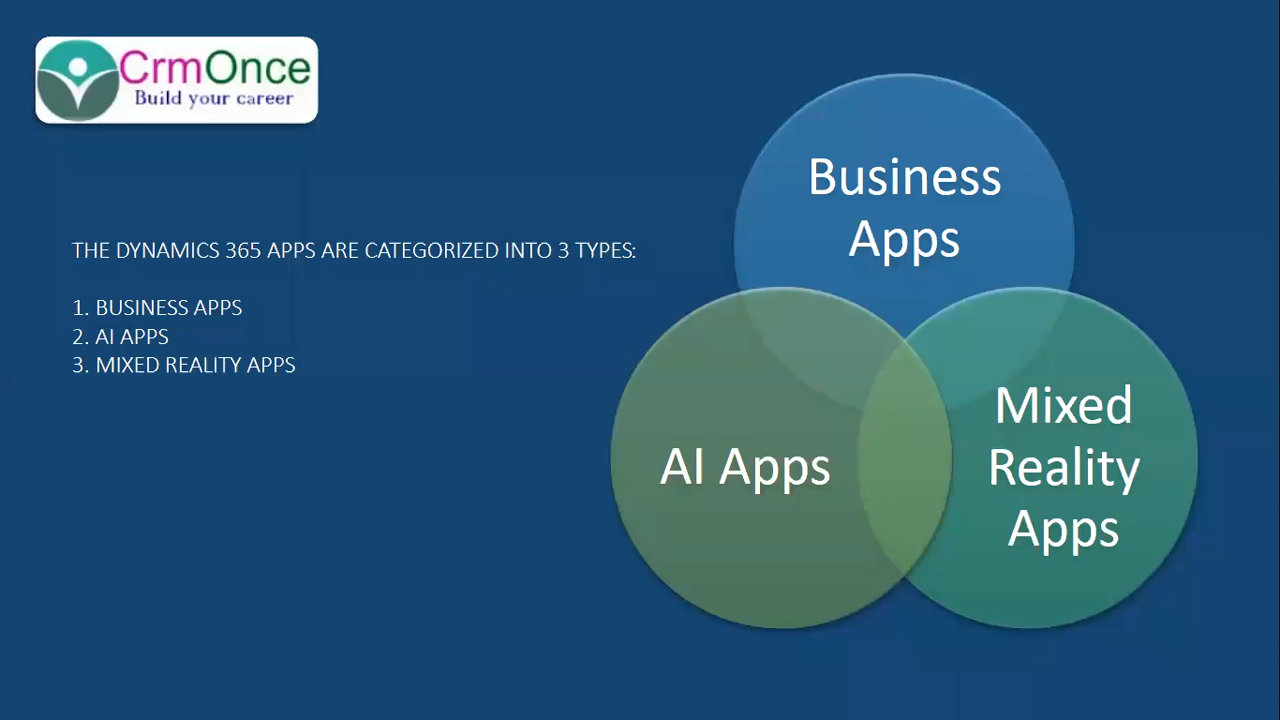 CrmOnce
Build your career
THE DYNAMICS 365 APPS ARE CATEGORIZED INTO 3 TYPES:
1. BUSINESS APPS
2. AI APPS
3. MIXED REALITY APPS
Business
Apps
AI Apps
Mixed
Reality
Apps